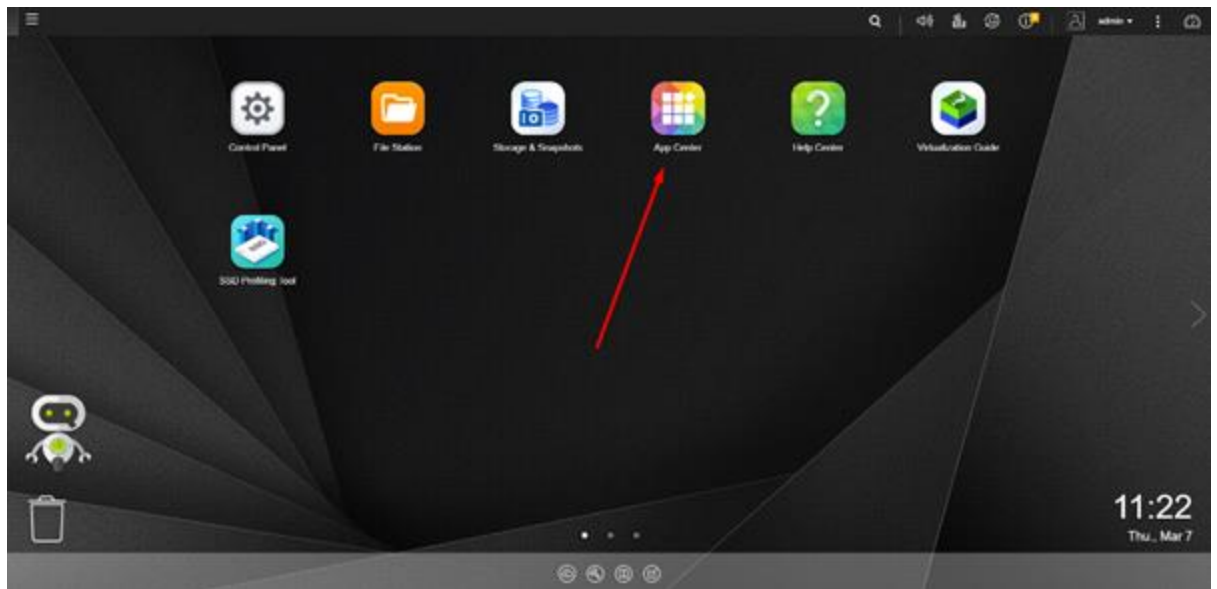 admin
Control Panel
File Station
Storage & Snapshots
App Center
Help Center
Virtualization Guide
SSD Profiling Tool
11:22
Thu., Mar 7